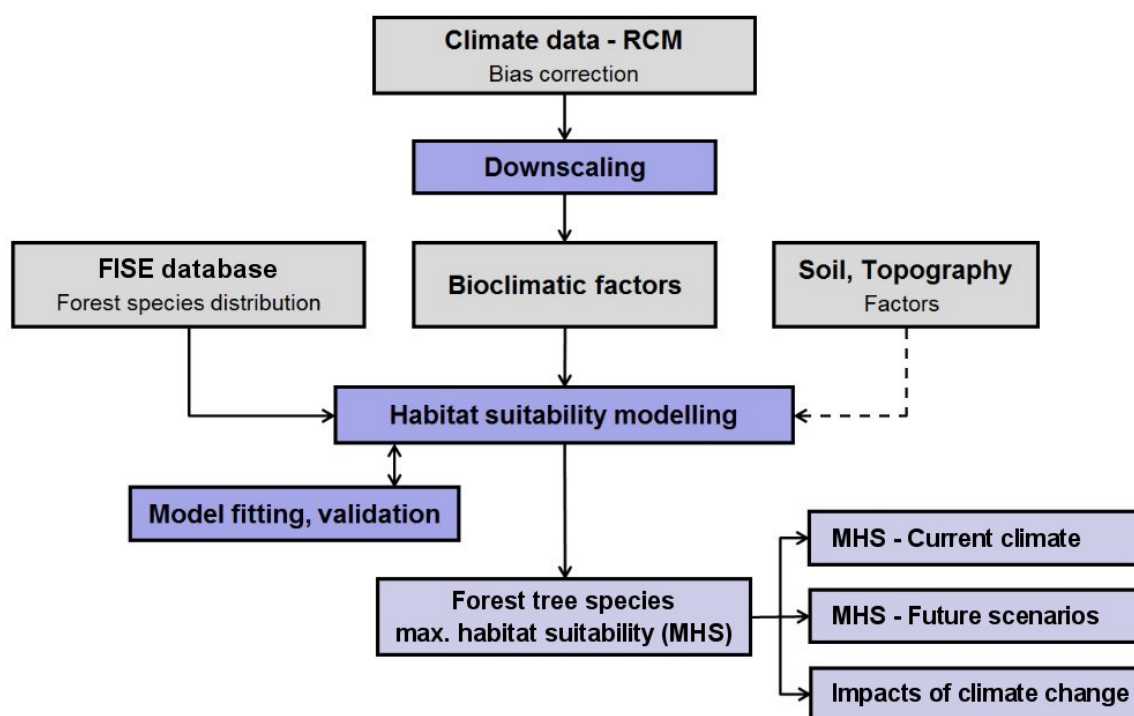 Climate data - RCM
Bias correction
Downscaling
FISE database
Forest species distribution
Bioclimatic factors
Soil, Topography
Factors
Habitat suitability modelling
Model fitting, validation
MHS - Current climate
Forest tree species
max. habitat suitability (MHS)
MHS - Future scenarios
Impacts of climate change